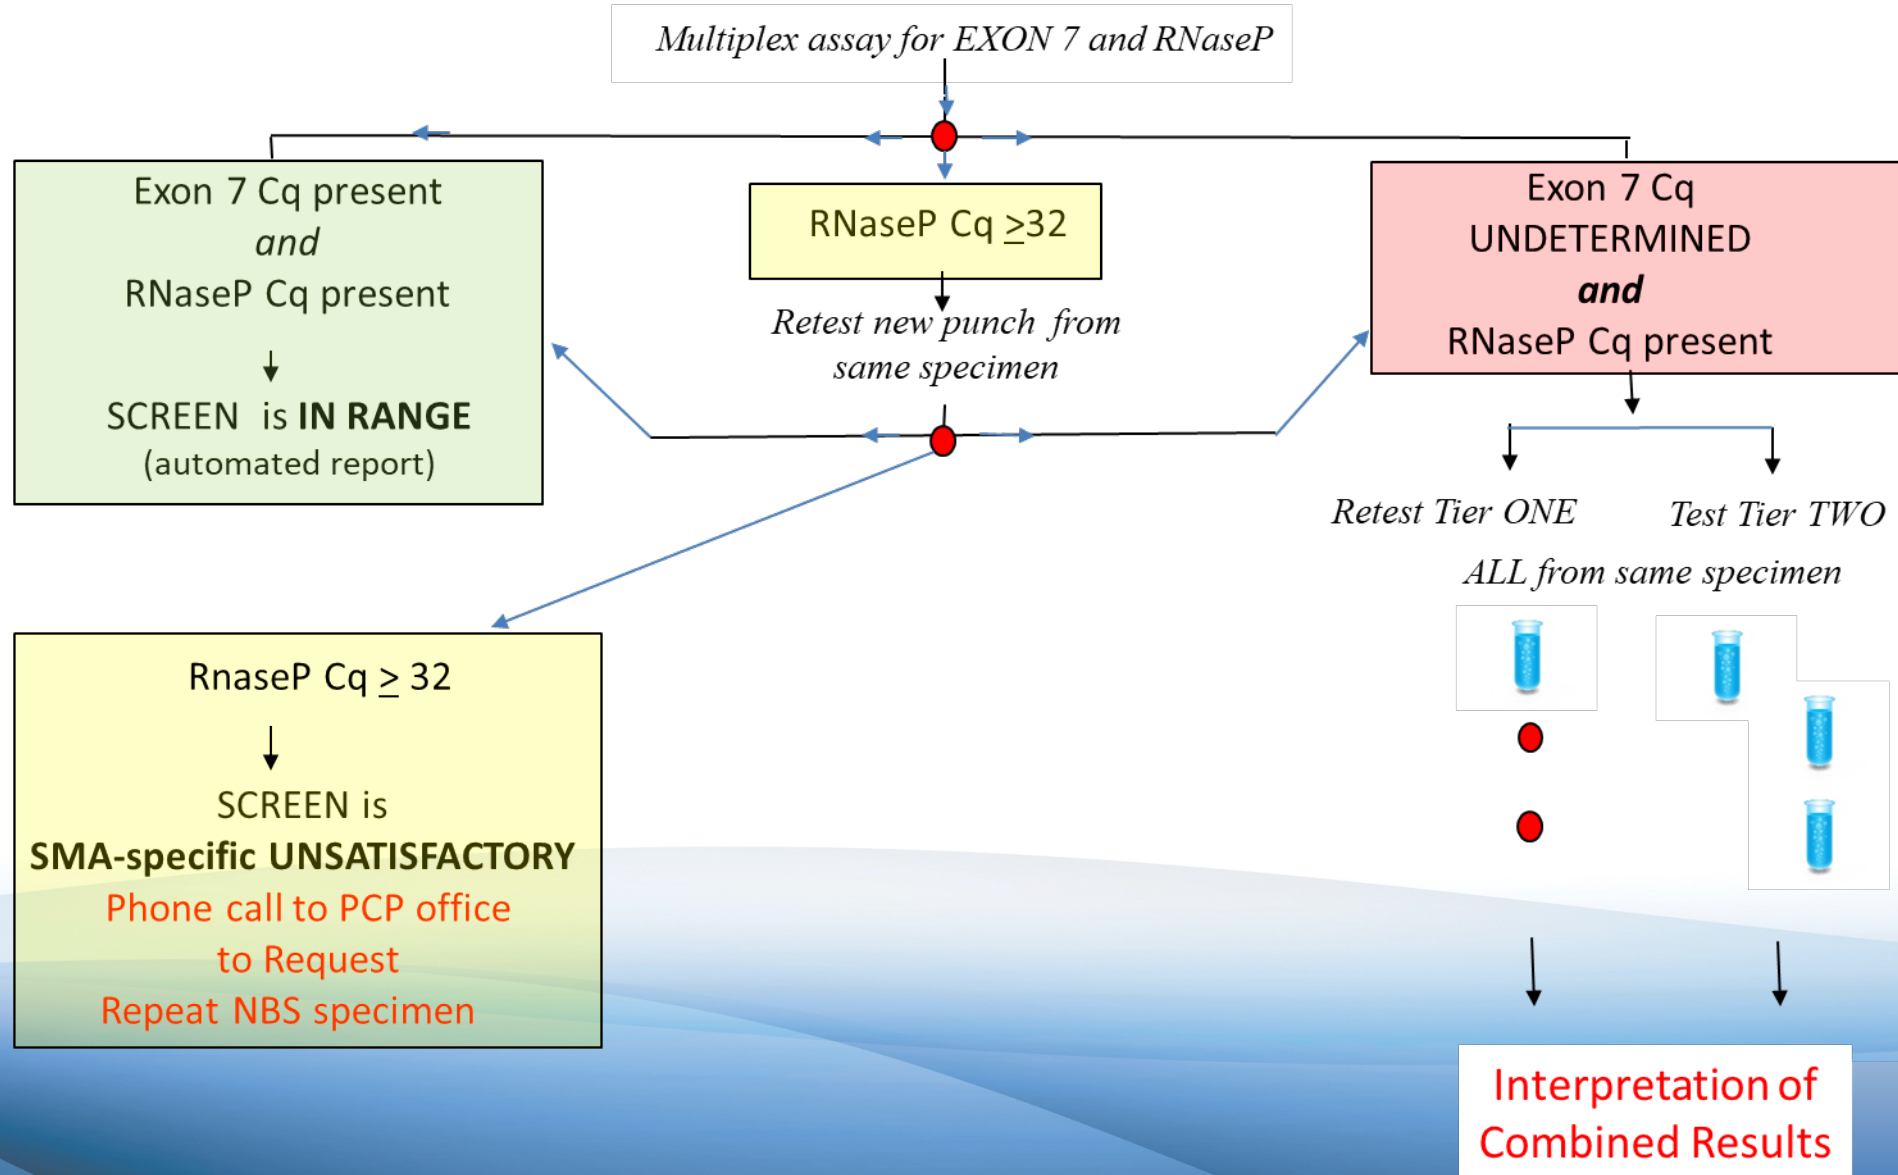 Multiplex assay for EXON 7 and RNaseP
Exon 7 Cq present
and
RNaseP Cq present
SCREEN is IN RANGE
(automated report)
RNaseP Cq ≥32
Retest new punch from
same specimen
Exon 7 Cq
UNDETERMINED
and
RNaseP Cq present
Retest Tier ONE
Test Tier TWO
ALL from same specimen
RnaseP Cq ≥ 32
SCREEN is
SMA-specific UNSATISFACTORY
Phone call to PCP office
to Request
Repeat NBS specimen
Interpretation of
Combined Results